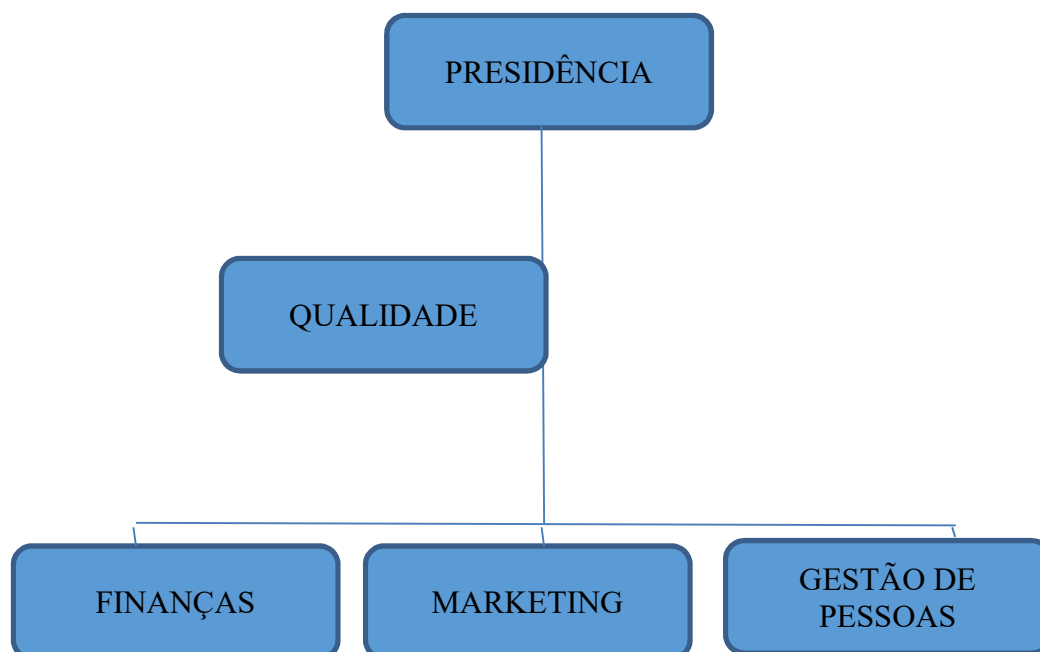 PRESIDÊNCIA
QUALIDADE
FINANÇAS
MARKETING
GESTÃO DE
PESSOAS